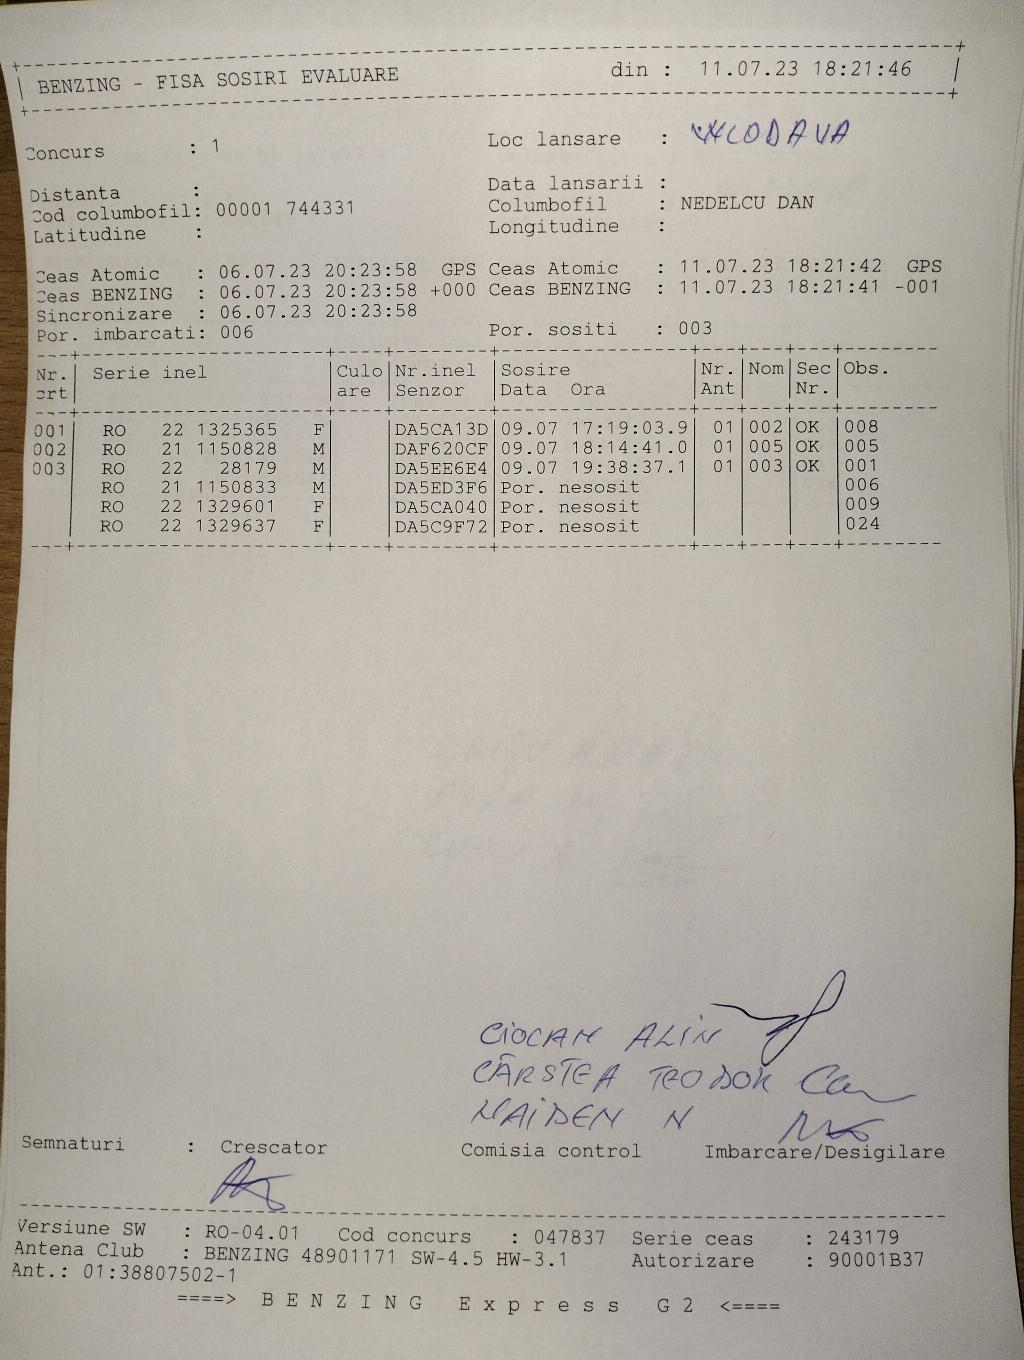 BENZING - FISA SOSIRI EVALUARE din : 11.07.23 18:21:46
Concurs : 1 Loc lansare : WLODAVA
Distanta : Data lansarii :
Cod columbofil: 00001 744331 Columbofil : NEDELCU DAN
Latitudine : Longitudine :
Ceas Atomic : 06.07.23 20:23:58 GPS Ceas Atomic : 11.07.23 18:21:42 GPS
Ceas BENZING : 06.07.23 20:23:58 +000 Ceas BENZING : 11.07.23 18:21:41 -001
Sincronizare : 06.07.23 20:23:58
Por. imbarcati: 006 Por. sositi : 003
Nr. Serie inel Culo Nr.inel Sosire Nr. Nom Sec Obs.
crt are Senzor Data Ora Ant Nr.
001 RO 22 1325365 F DA5CA13D 09.07 17:19:03.9 01 002 OK 008
002 RO 21 1150828 M DAF620CF 09.07 18:14:41.0 01 005 OK 005
003 RO 22 28179 M DA5EE6E4 09.07 19:38:37.1 01 003 OK 001
RO 21 1150833 M DA5ED3F6 Por. nesosit 006
RO 22 1329601 F DA5CA040 Por. nesosit 009
RO 22 1329637 F DA5C9F72 Por. nesosit 024
CIOCAN ALIN
CÂRSTEA TEODOR
NAIDEN N
Semnaturi : Crescator Comisia control Imbarcare/Desigilare
Versiune SW : RO-04.01 Cod concurs : 047837 Serie ceas : 243179
Antena Club : BENZING 48901171 SW-4.5 HW-3.1 Autorizare : 90001B37
Ant.: 01:38807502-1
====> BENZING Express G2 <====